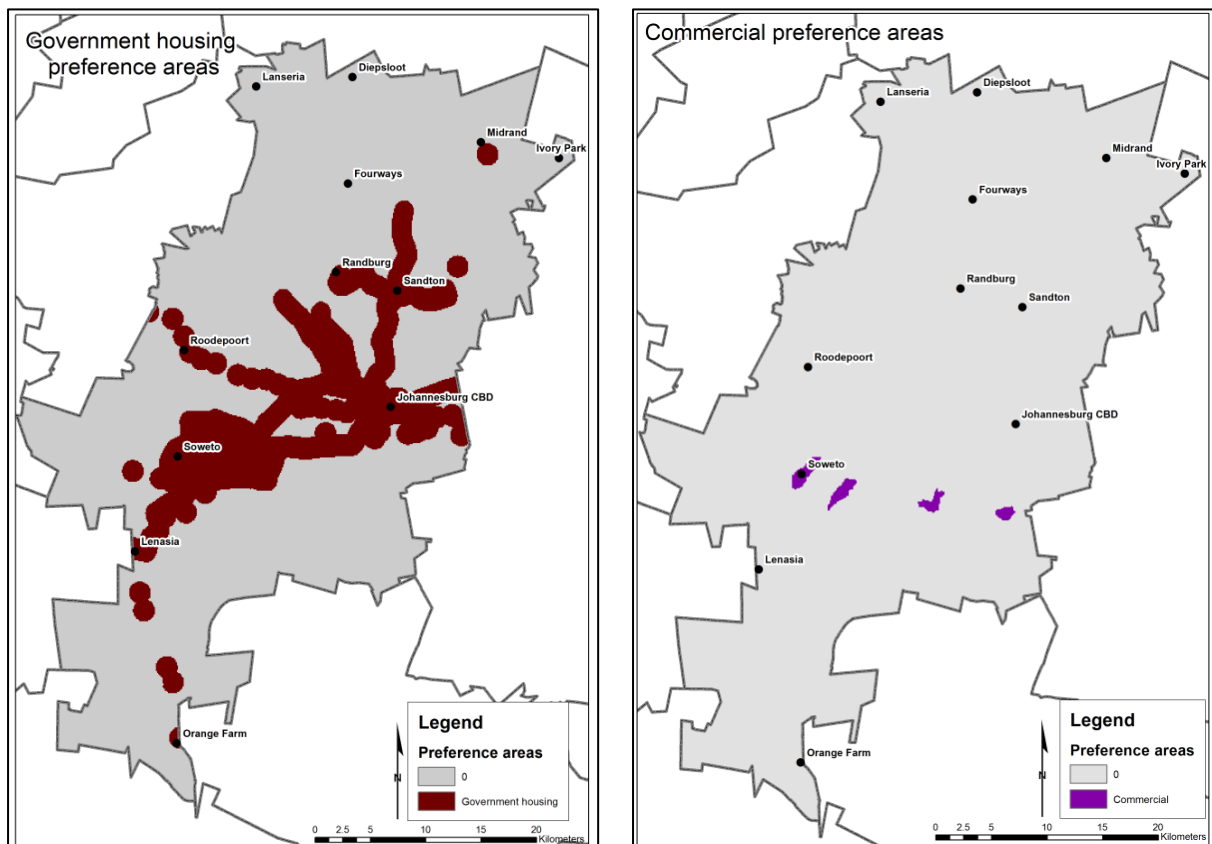 Government housing
preference areas
Lanseria
Diepsloot
Midrand
Ivory Park
Fourways
Randburg
Sandton
Roodepoort
Johannesburg CBD
Soweto
Lenasia
Orange Farm
Legend
Preference areas
0
Government housing
N
0 2.5 5 10 15 20
Kilometers
Commercial preference areas
Lanseria
Diepsloot
Midrand
Ivory Park
Fourways
Randburg
Sandton
Roodepoort
Johannesburg CBD
Soweto
Lenasia
Orange Farm
Legend
Preference areas
0
Commercial
N
0 2.5 5 10 15 20
Kilometers